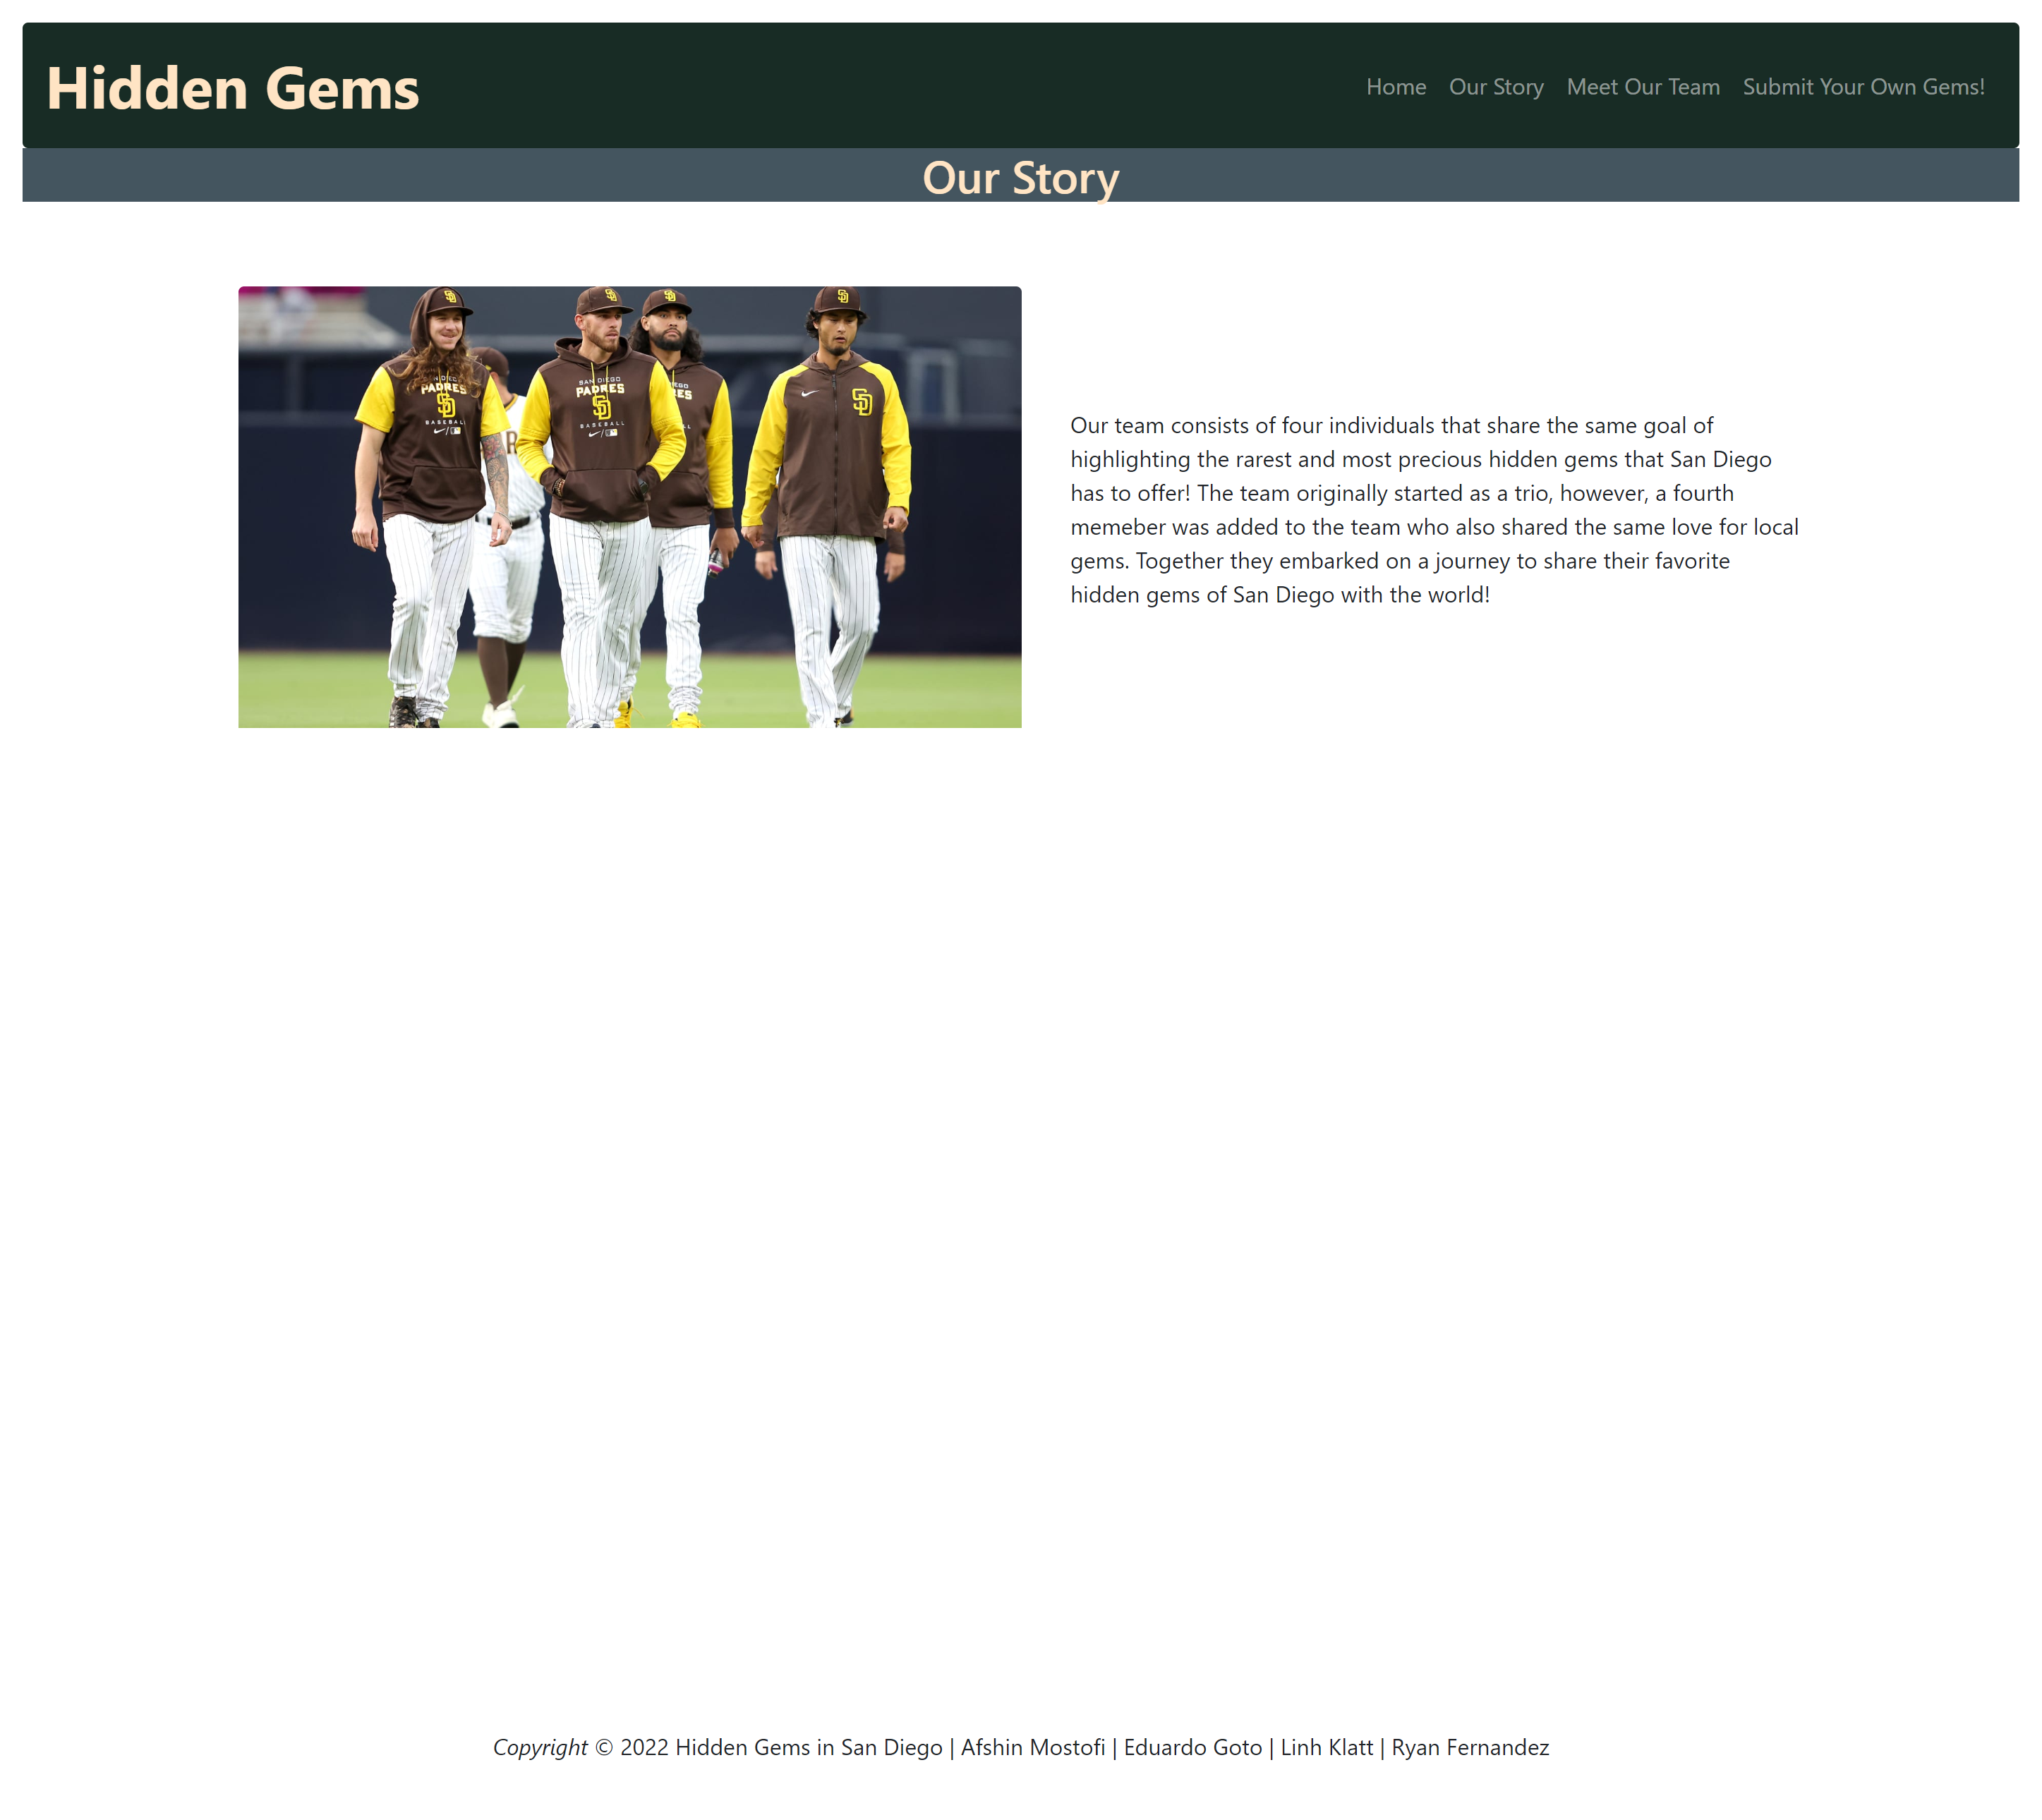 Hidden Gems
Home Our Story Meet Our Team Submit Your Own Gems!
Our Story
SAN DIEGO
PADRES
SD
BASEBALL
SAN DIEGO
PADRES
SD
BASEBALL
SD
Our team consists of four individuals that share the same goal of
highlighting the rarest and most precious hidden gems that San Diego
has to offer! The team originally started as a trio, however, a fourth
memeber was added to the team who also shared the same love for local
gems. Together they embarked on a journey to share their favorite
hidden gems of San Diego with the world!
Copyright © 2022 Hidden Gems in San Diego | Afshin Mostofi | Eduardo Goto | Linh Klatt | Ryan Fernandez